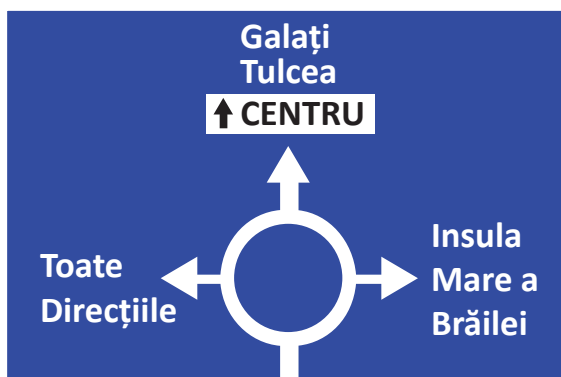 Galați
Tulcea
CENTRU
Toate
Direcțiile
Insula
Mare a
Brăilei